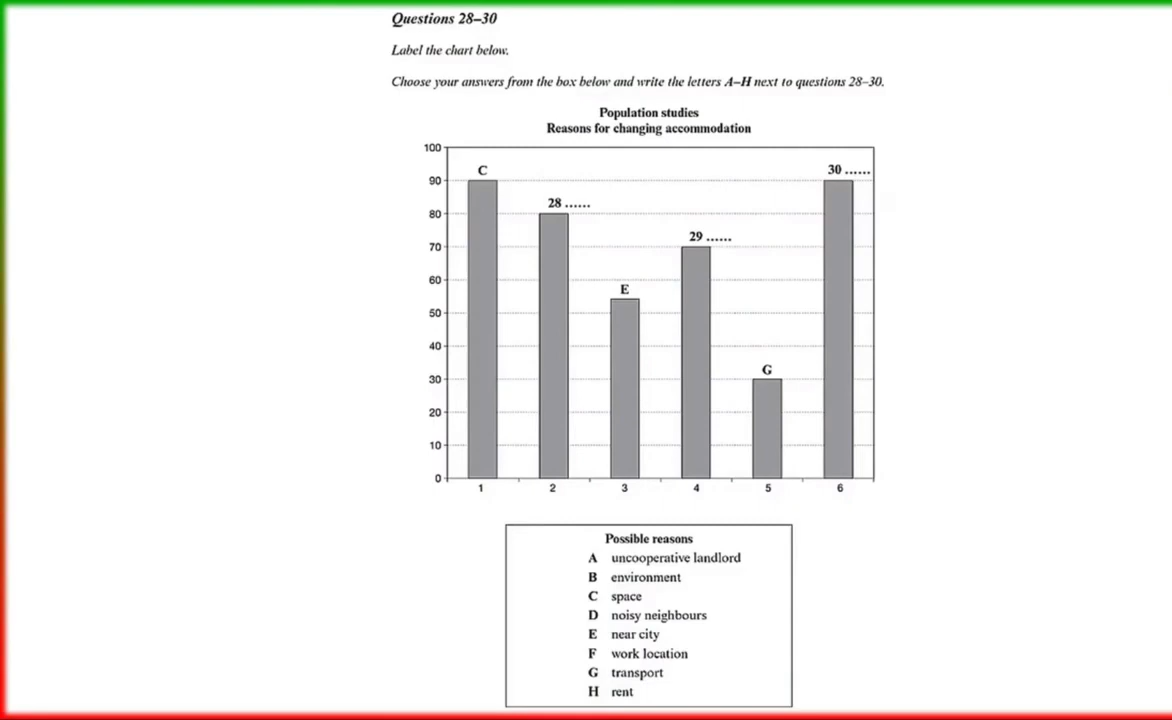 Questions 28–30
Label the chart below.
Choose your answers from the box below and write the letters A–H next to questions 28–30.
Population studies
Reasons for changing accommodation
100
90
80
70
60
50
40
30
20
10
0
C
28 ......
E
29 ......
G
30 ......
1 2 3 4 5 6
Possible reasons
A uncooperative landlord
B environment
C space
D noisy neighbours
E near city
F work location
G transport
H rent